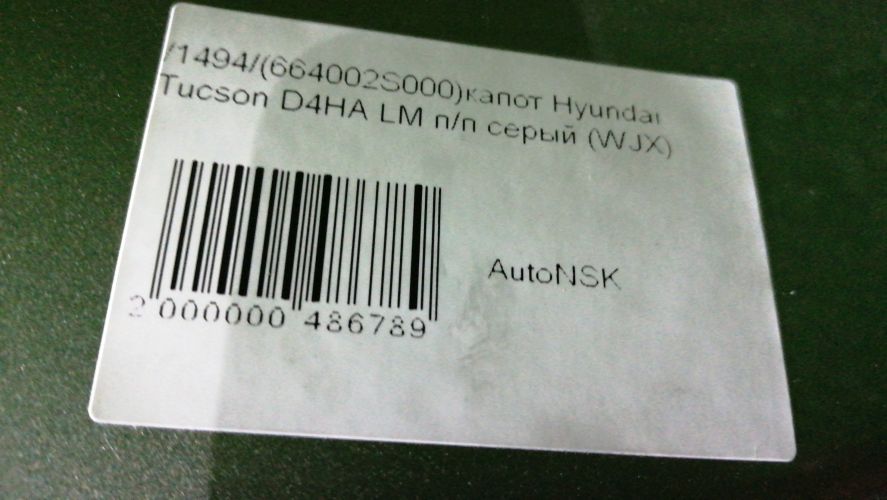 /1494/(664002S000)капот Hyundai
Tucson D4HA LM п/п серый (WJX)
AutoNSK
2 000000 486789